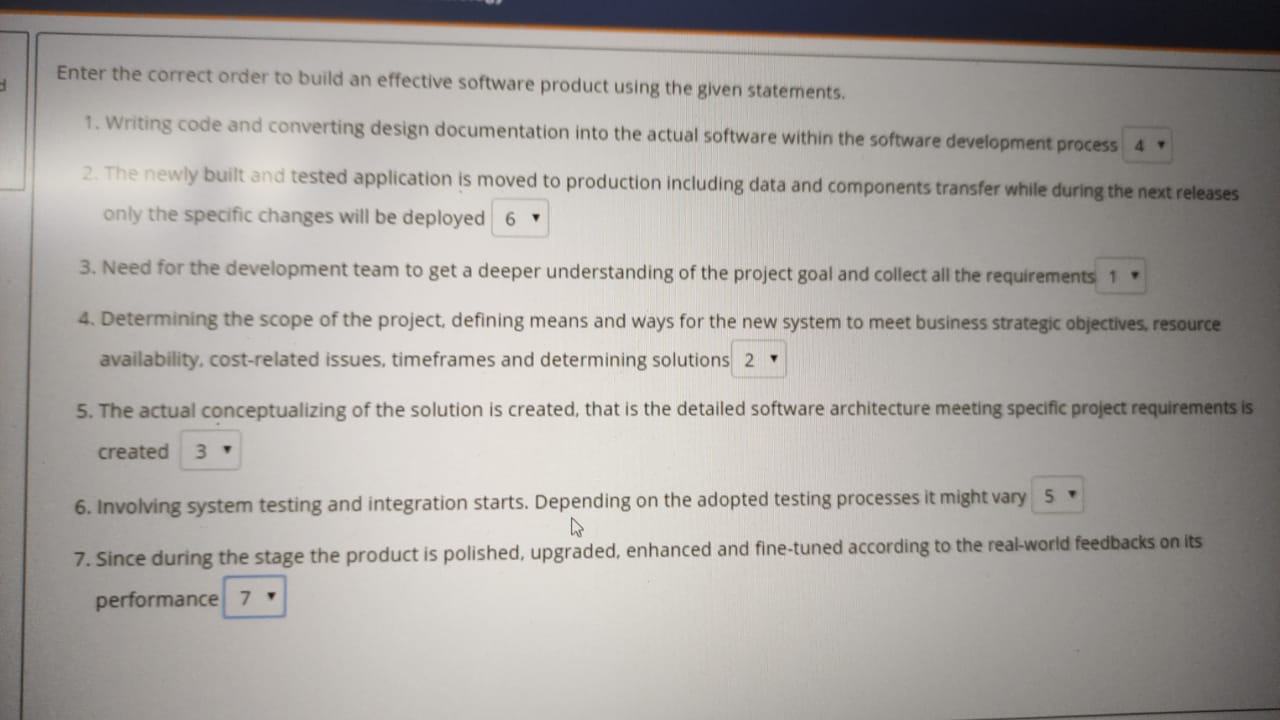 Enter the correct order to build an effective software product using the given statements.
1. Writing code and converting design documentation into the actual software within the software development process 4
2. The newly built and tested application is moved to production including data and components transfer while during the next releases
only the specific changes will be deployed 6
3. Need for the development team to get a deeper understanding of the project goal and collect all the requirements 1
4. Determining the scope of the project, defining means and ways for the new system to meet business strategic objectives, resource
availability, cost-related issues, timeframes and determining solutions 2
5. The actual conceptualizing of the solution is created, that is the detailed software architecture meeting specific project requirements is
created 3
6. Involving system testing and integration starts. Depending on the adopted testing processes it might vary 5
7. Since during the stage the product is polished, upgraded, enhanced and fine-tuned according to the real-world feedbacks on its
performance 7